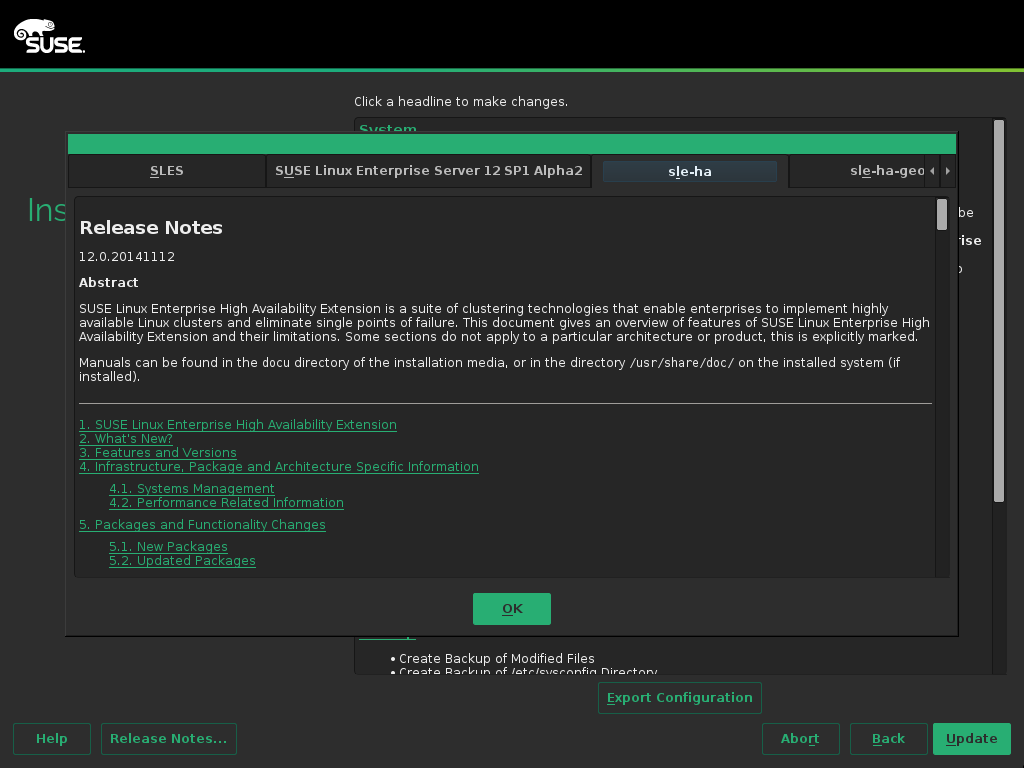 SUSE
Click a headline to make changes.
System
SLES
SUSE Linux Enterprise Server 12 SP1 Alpha2
sle-ha
sle-ha-geo
Ins
be
rise
Release Notes
12.0.20141112
Abstract
SUSE Linux Enterprise High Availability Extension is a suite of clustering technologies that enable enterprises to implement highly
available Linux clusters and eliminate single points of failure. This document gives an overview of features of SUSE Linux Enterprise High
Availability Extension and their limitations. Some sections do not apply to a particular architecture or product, this is explicitly marked.
Manuals can be found in the docu directory of the installation media, or in the directory /usr/share/doc/ on the installed system (if
installed).
1. SUSE Linux Enterprise High Availability Extension
2. What's New?
3. Features and Versions
4. Infrastructure, Package and Architecture Specific Information
4.1. Systems Management
4.2. Performance Related Information
5. Packages and Functionality Changes
5.1. New Packages
5.2. Updated Packages
OK
• Create Backup of Modified Files
• Create Backup of /etc/sysconfig Directory
Export Configuration
Help
Release Notes...
Abort
Back
Update